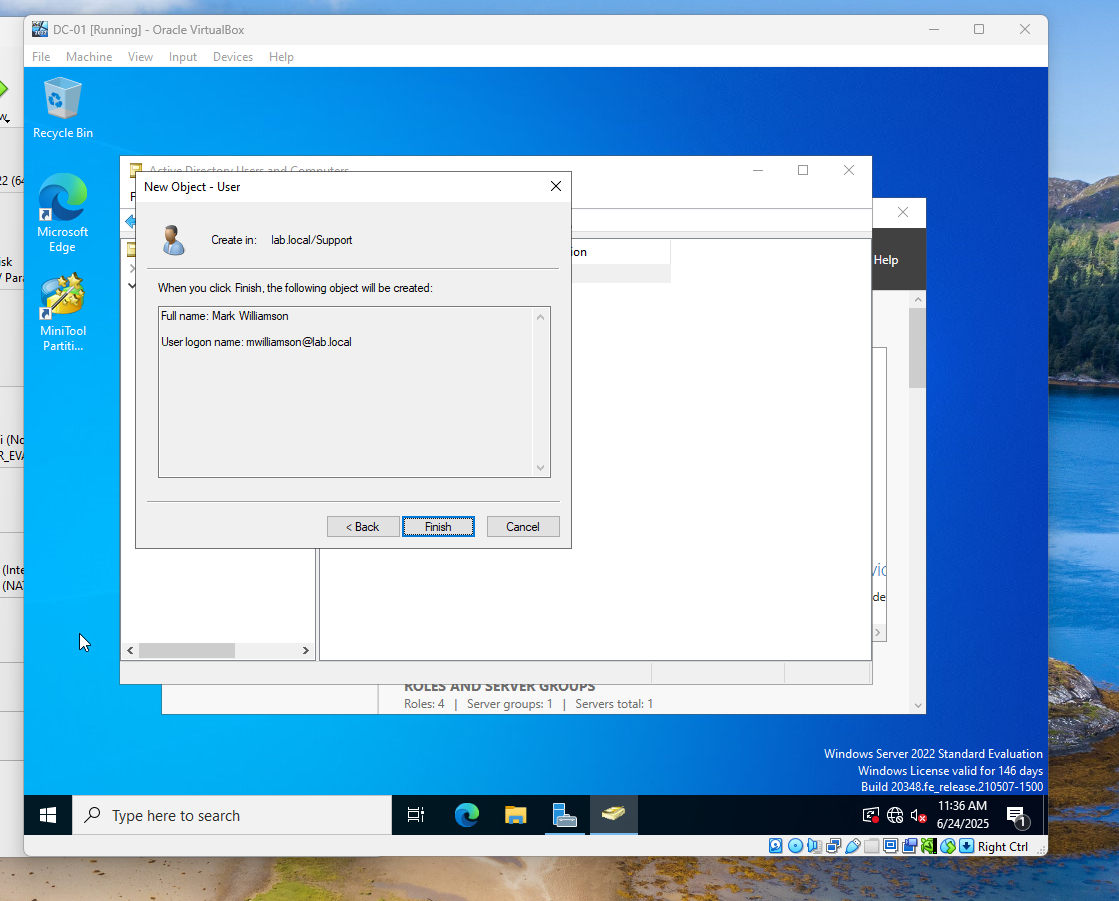 DC-01 [Running] - Oracle VirtualBox
File Machine View Input Devices Help
Recycle Bin
Microsoft
Edge
MiniTool
Partiti...
Active Directory Users and Computers
New Object - User
Create in: lab.local/Support
When you click Finish, the following object will be created:
Full name: Mark Williamson
User logon name: mwilliamson@lab.local
< Back Finish Cancel
ion
Help
de
ROLES AND SERVER GROUPS
Roles: 4 | Server groups: 1 | Servers total: 1
Windows Server 2022 Standard Evaluation
Windows License valid for 146 days
Build 20348.fe_release.210507-1500
Type here to search
11:36 AM
6/24/2025
1
Right Ctrl